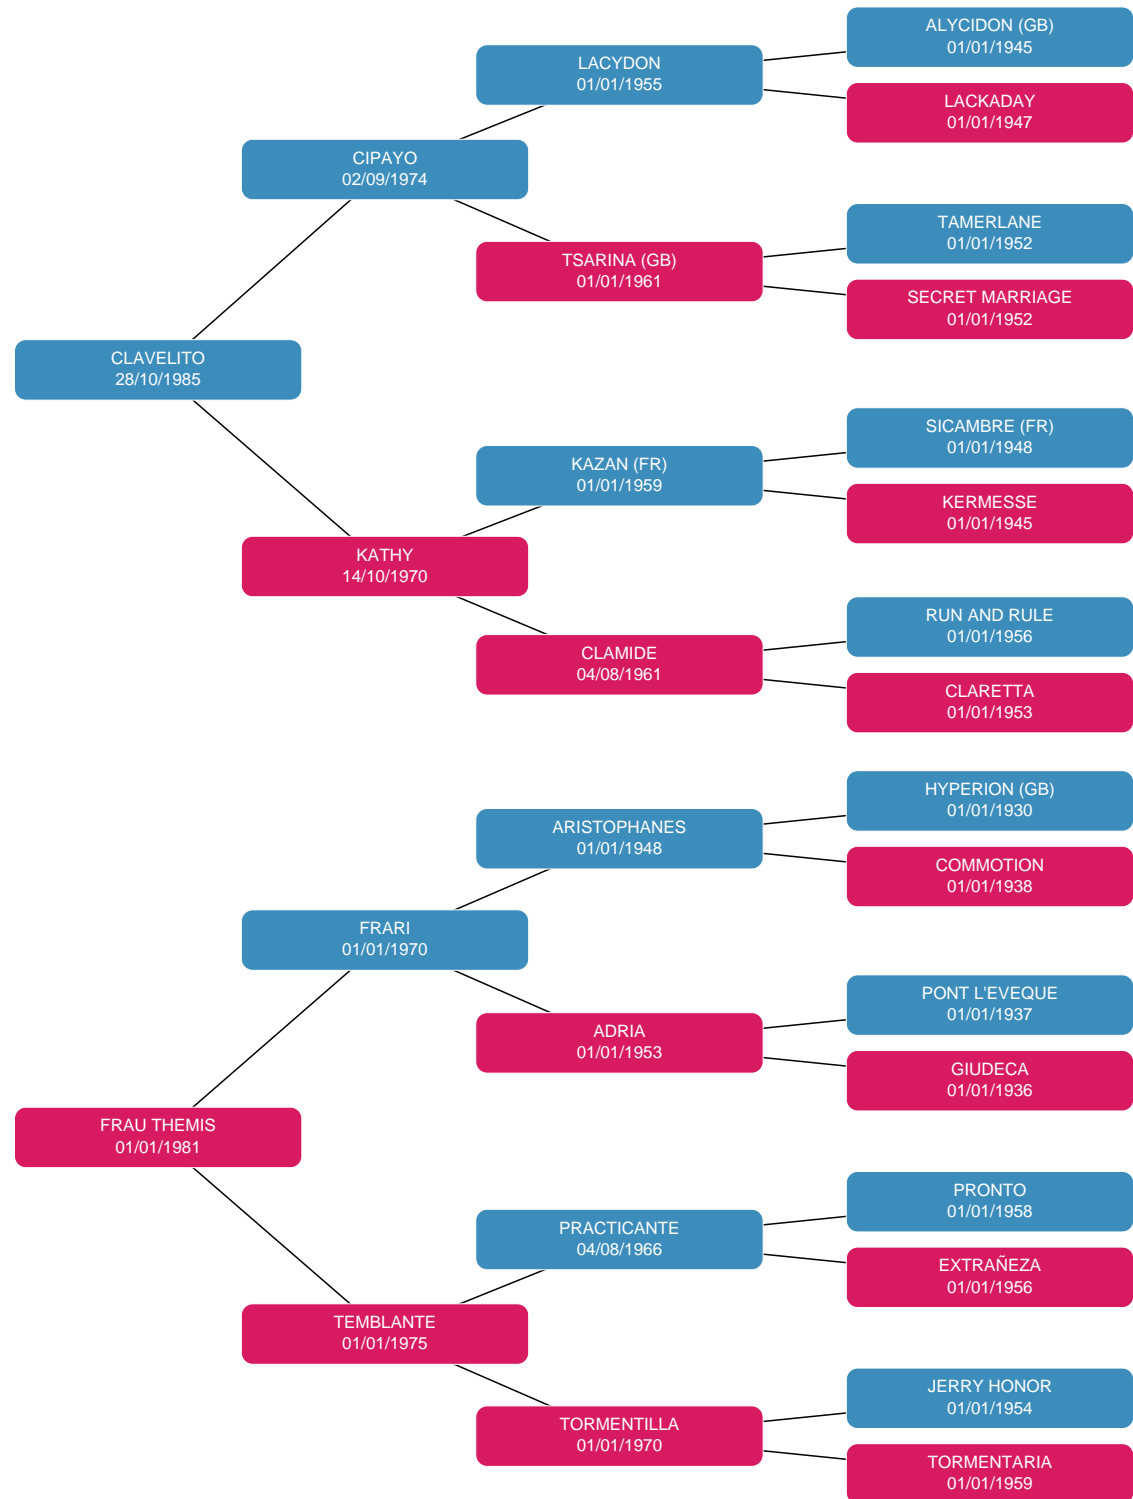 ALYCIDON (GB)
01/01/1945
LACYDON
01/01/1955
LACKADAY
01/01/1947
CIPAYO
02/09/1974
TAMERLANE
01/01/1952
TSARINA (GB)
01/01/1961
SECRET MARRIAGE
01/01/1952
CLAVELITO
28/10/1985
SICAMBRE (FR)
01/01/1948
KAZAN (FR)
01/01/1959
KERMESSE
01/01/1945
KATHY
14/10/1970
RUN AND RULE
01/01/1956
CLAMIDE
04/08/1961
CLARETTA
01/01/1953
HYPERION (GB)
01/01/1930
ARISTOPHANES
01/01/1948
COMMOTION
01/01/1938
FRARI
01/01/1970
PONT L'EVEQUE
01/01/1937
ADRIA
01/01/1953
GIUDECA
01/01/1936
FRAU THEMIS
01/01/1981
PRONTO
01/01/1958
PRACTICANTE
04/08/1966
EXTRAÑEZA
01/01/1956
TEMBLANTE
01/01/1975
JERRY HONOR
01/01/1954
TORMENTILLA
01/01/1970
TORMENTARIA
01/01/1959